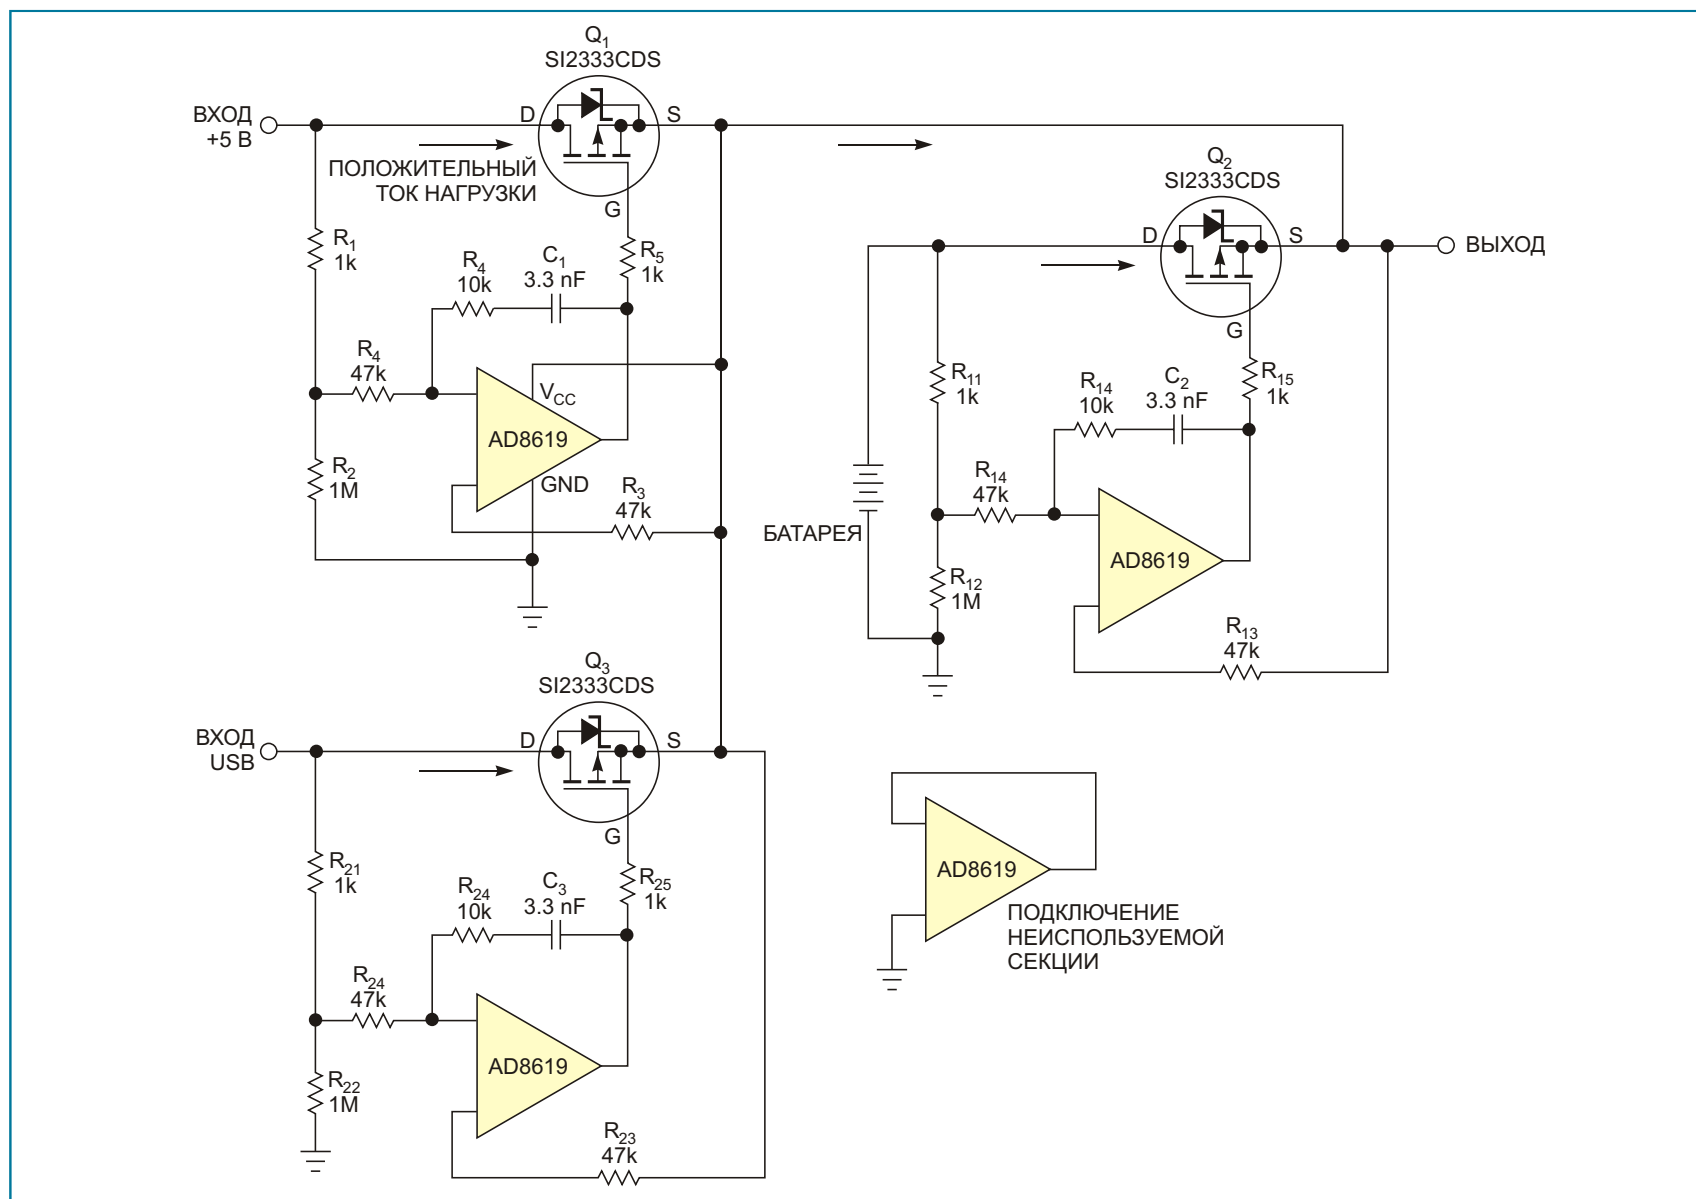 Q1
SI2333CDS
ВХОД
+5 В
D
S
ПОЛОЖИТЕЛЬНЫЙ
ТОК НАГРУЗКИ
G
R1
1k
R4
10k
C1
3.3 nF
R5
1k
R4
47k
VCC
AD8619
GND
R2
1M
R3
47k
Q2
SI2333CDS
D
S
ВЫХОД
G
R11
1k
R14
10k
C2
3.3 nF
R15
1k
R14
47k
БАТАРЕЯ
AD8619
R12
1M
R13
47k
Q3
SI2333CDS
ВХОД
USB
D
S
G
R21
1k
R24
10k
C3
3.3 nF
R25
1k
R24
47k
AD8619
R22
1M
R23
47k
AD8619
ПОДКЛЮЧЕНИЕ
НЕИСПОЛЬЗУЕМОЙ
СЕКЦИИ